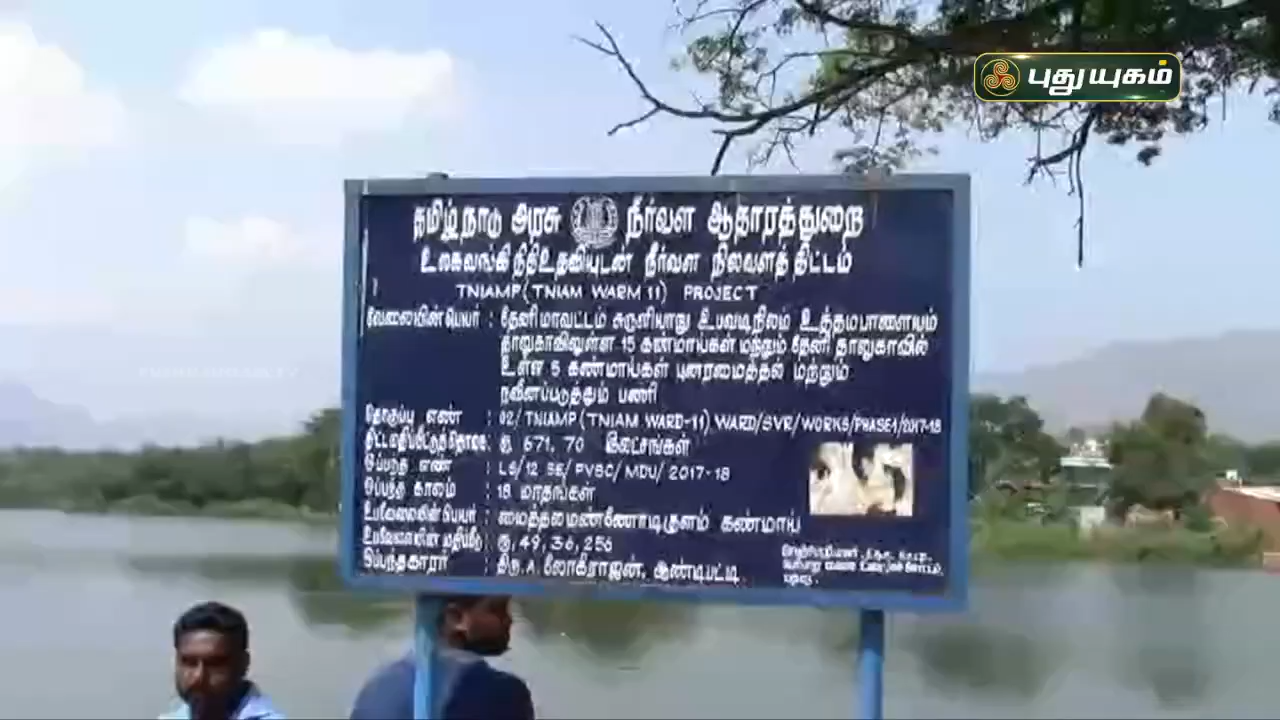 புதுயுகம்
தமிழ்நாடு அரசு நீர்வள ஆதாரத்துறை
உலகவங்கி நிதி உதவியுடன் நீர்வள நிலவளத் திட்டம்
TNIAMP (TNIAM WARM 11) PROJECT
வேலையின் பெயர் : தேனி மாவட்டம் சுருளியாறு உபவடிநிலம் உத்தமபாளையம்
தாலுகாவிலுள்ள 15 கண்மாய்கள் மற்றும் தேனி தாலுகாவில்
உள்ள 5 கண்மாய்கள் புனரமைத்தல் மற்றும்
நவீனப்படுத்தும் பணி
தொகுப்பு எண் : 02/TNIAMP (TNIAM WARD-11) WARD/SVR/WORKS/PHASE1/2017-18
திட்ட மதிப்பீட்டுத்தொகை : ரூ 671.70 இலட்சங்கள்
ஒப்பந்த எண் : LS/12 SE/PVBC/MDU/2017-18
ஒப்பந்த காலம் : 18 மாதங்கள்
உபவேலையின் பெயர் : மைத்தலமண்ணோடிகுளம் கண்மாய்
உபவேலையின் மதிப்பீடு : ரூ.49,36,256
ஒப்பந்தகாரர் : திரு.A. லோகிராஜன், ஆண்டிபட்டி.